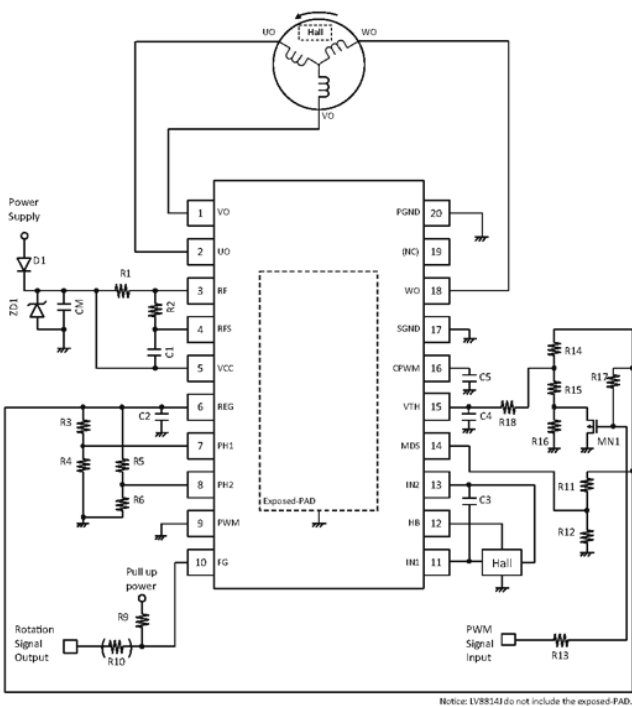 UO
Hall
WO
VO
Power
Supply
D1
ZD1
CM
R1
R2
C1
1
VO
2
UO
3
RF
4
RFS
5
VCC
6
REG
7
PH1
8
PH2
9
PWM
10
FG
PGND
20
(NC)
19
WO
18
SGND
17
CPWM
16
VTH
15
MDS
14
IN2
13
HB
12
IN1
11
Exposed-PAD
R3
R4
R5
R6
C2
C5
C4
R18
R14
R15
R16
R17
MN1
R11
R12
C3
Hall
Pull up
power
R9
Rotation
Signal
Output
(R10)
PWM
Signal
Input
R13
Notice: LV8814J do not include the exposed-PAD.